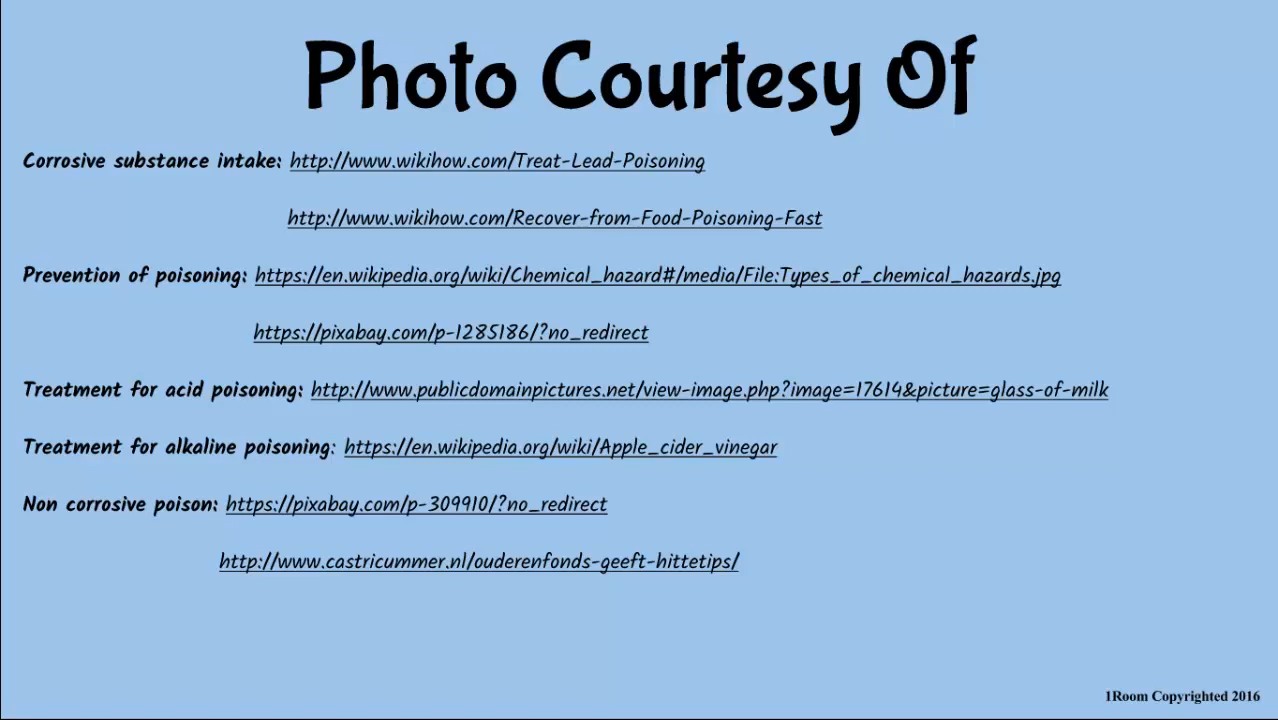 Photo Courtesy Of
Corrosive substance intake: http://www.wikihow.com/Treat-Lead-Poisoning
http://www.wikihow.com/Recover-from-Food-Poisoning-Fast
Prevention of poisoning: https://en.wikipedia.org/wiki/Chemical_hazard#/media/File:Types_of_chemical_hazards.jpg
https://pixabay.com/p-1285186/?no_redirect
Treatment for acid poisoning: http://www.publicdomainpictures.net/view-image.php?image=17614&picture=glass-of-milk
Treatment for alkaline poisoning: https://en.wikipedia.org/wiki/Apple_cider_vinegar
Non corrosive poison: https://pixabay.com/p-309910/?no_redirect
http://www.castricummer.nl/ouderenfonds-geeft-hittetips/
1Room Copyrighted 2016